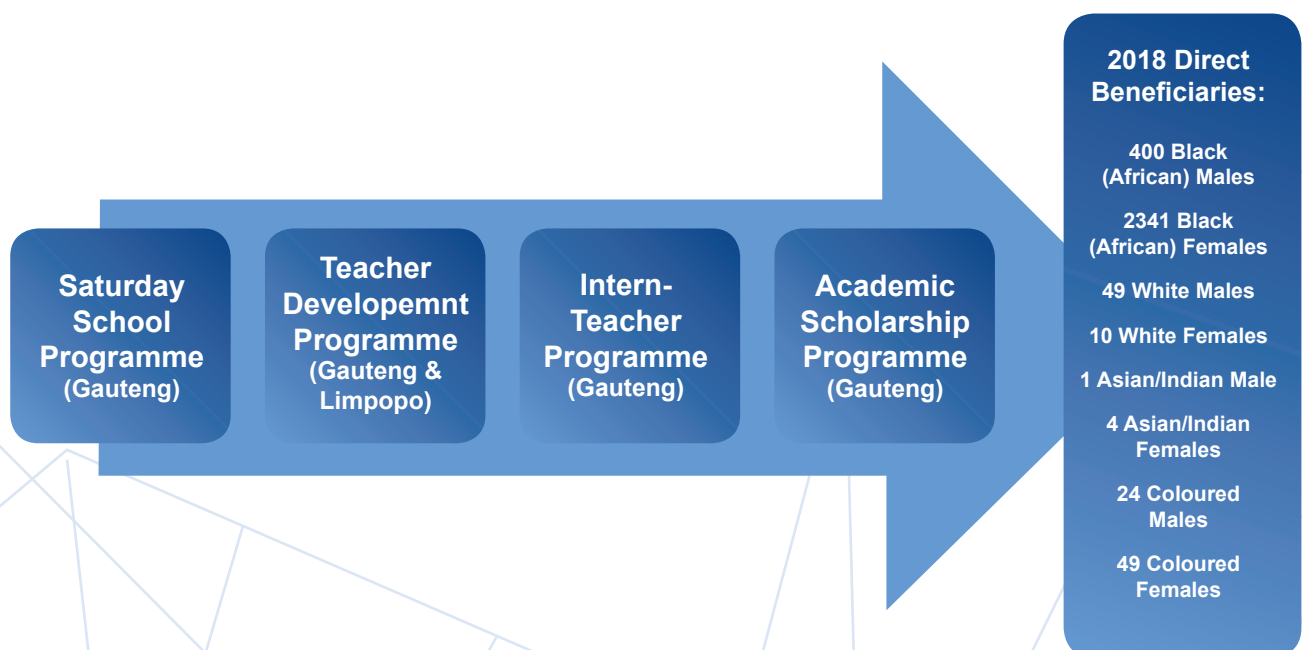 Saturday
School
Programme
(Gauteng)
Teacher
Developemnt
Programme
(Gauteng &
Limpopo)
Intern-
Teacher
Programme
(Gauteng)
Academic
Scholarship
Programme
(Gauteng)
2018 Direct
Beneficiaries:
400 Black
(African) Males
2341 Black
(African) Females
49 White Males
10 White Females
1 Asian/Indian Male
4 Asian/Indian
Females
24 Coloured
Males
49 Coloured
Females